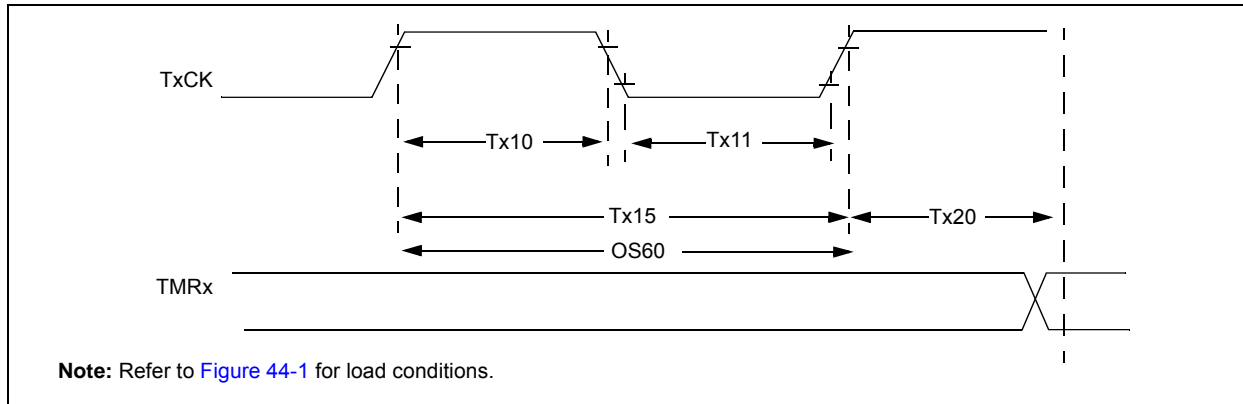 TxCK
Tx10
Tx11
Tx15
Tx20
OS60
TMRx
Note: Refer to Figure 44-1 for load conditions.